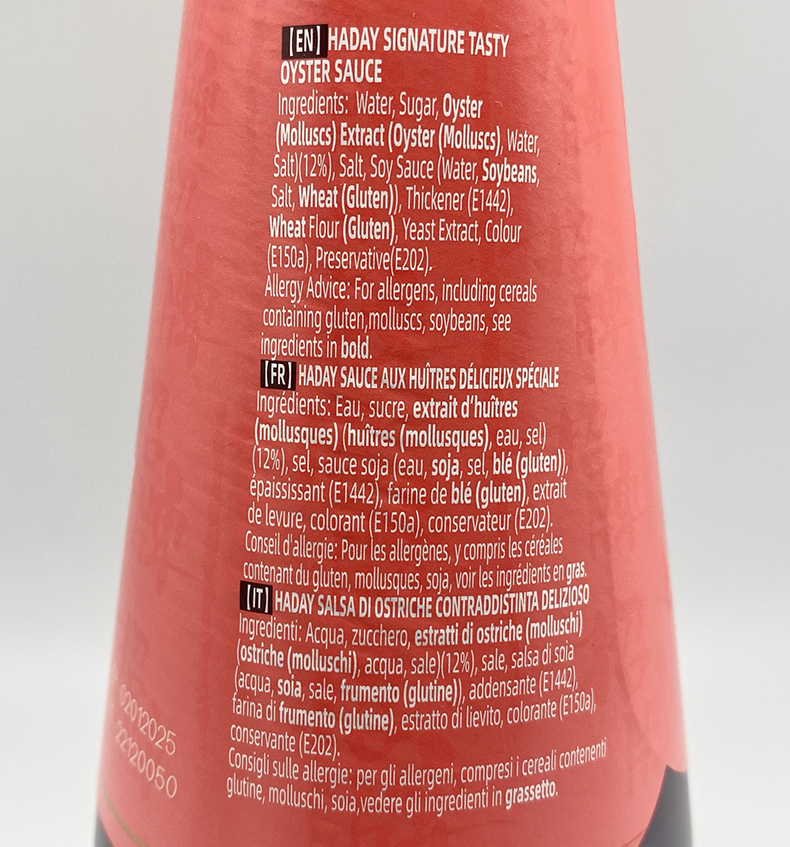 [EN] HADAY SIGNATURE TASTY
OYSTER SAUCE
Ingredients: Water, Sugar, Oyster
(Molluscs) Extract (Oyster (Molluscs), Water,
Salt)(12%), Salt, Soy Sauce (Water, Soybeans,
Salt, Wheat (Gluten)), Thickener (E1442),
Wheat Flour (Gluten), Yeast Extract, Colour
(E150a), Preservative(E202).
Allergy Advice: For allergens, including cereals
containing gluten,molluscs, soybeans, see
ingredients in bold.
[FR] HADAY SAUCE AUX HUÎTRES DÉLICIEUX SPÉCIALE
Ingrédients: Eau, sucre, extrait d'huîtres
(mollusques) (huîtres (mollusques), eau, sel)
(12%), sel, sauce soja (eau, soja, sel, blé (gluten)),
épaississant (E1442), farine de blé (gluten), extrait
de levure, colorant (E150a), conservateur (E202).
Conseil d'allergie: Pour les allergènes, y compris les céréales
contenant du gluten, mollusques, soja, voir les ingrédients en gras.
[IT] HADAY SALSA DI OSTRICHE CONTRADDISTINTA DELIZIOSO
Ingredienti: Acqua, zucchero, estratti di ostriche (molluschi)
(ostriche (molluschi), acqua, sale)(12%), sale, salsa di soia
(acqua, soia, sale, frumento (glutine)), addensante (E1442),
farina di frumento (glutine), estratto di lievito, colorante (E150a),
conservante (E202).
Consigli sulle allergie: per gli allergeni, compresi i cereali contenenti
glutine, molluschi, soia,vedere gli ingredienti in grassetto.
02012025
22120050